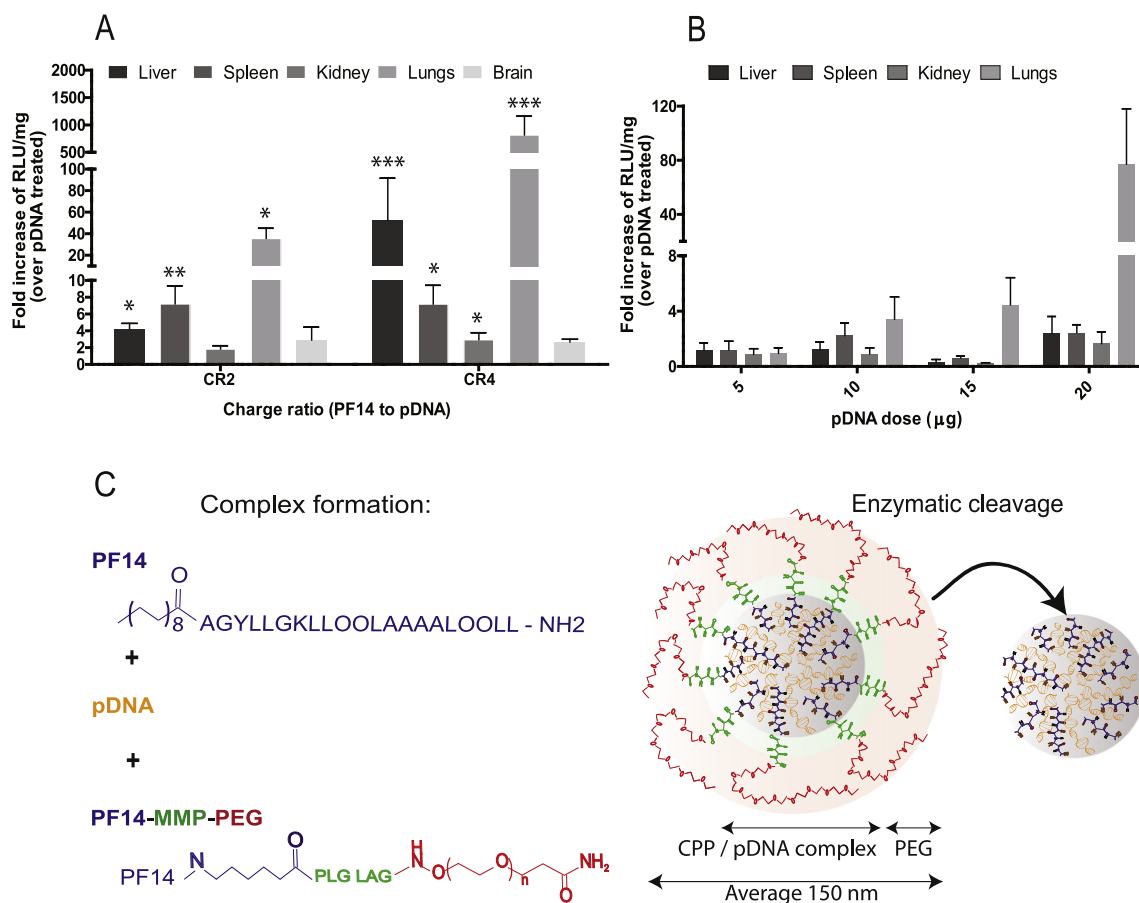 A
Liver Spleen Kidney Lungs Brain
2000
1500
1000
500
100
80
60
40
20
10
8
6
4
2
0
Fold increase of RLU/mg
(over pDNA treated)
* ** * *** * * ***
CR2 CR4
Charge ratio (PF14 to pDNA)
B
Liver Spleen Kidney Lungs
120
80
40
8
4
0
Fold increase of RLU/mg
(over pDNA treated)
5 10 15 20
pDNA dose (μg)
C
Complex formation:
PF14
O
8 AGYLLGKLLOOLAAAALOOLL - NH2
+
pDNA
+
PF14-MMP-PEG
PF14 N O PLG LAG H N O O n O NH2
Enzymatic cleavage
CPP / pDNA complex PEG
Average 150 nm